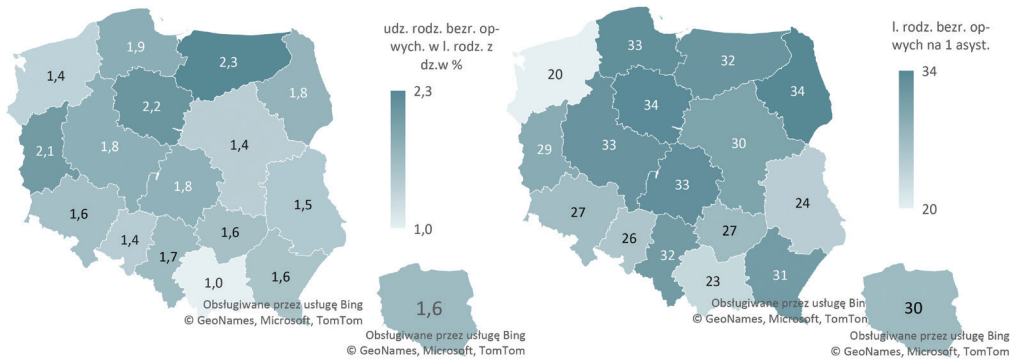 udz. rodz. bezr. op-
wych. w l. rodz. z
dz.w %
2,3
1,0
1,9
2,3
1,4
1,8
2,2
2,1
1,8
1,4
1,8
1,5
1,6
1,4
1,6
1,7
1,0
1,6
Obsługiwane przez usługę Bing
© GeoNames, Microsoft, TomTom
1,6
Obsługiwane przez usługę Bing
© GeoNames, Microsoft, TomTom
l. rodz. bezr. op-
wych na 1 asyst.
34
20
33
32
20
34
34
29
33
30
33
24
27
26
27
32
23
31
Obsługiwane przez usługę Bing
© GeoNames, Microsoft, TomTom
30
Obsługiwane przez usługę Bing
© GeoNames, Microsoft, TomTom